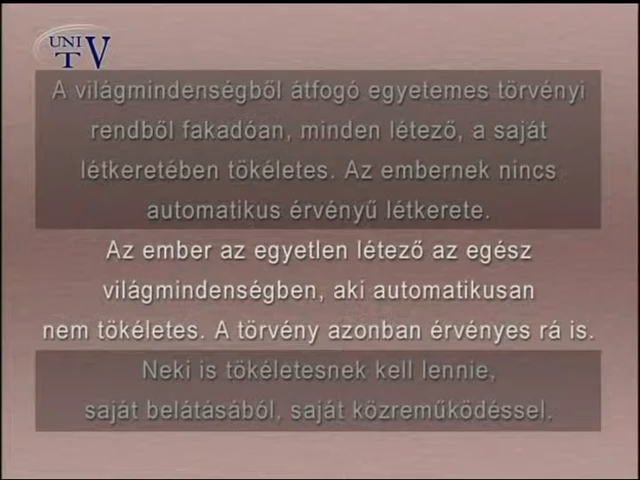 UNI
TV
A világmindenségből átfogó egyetemes törvényi
rendből fakadóan, minden létező, a saját
létkeretében tökéletes. Az embernek nincs
automatikus érvényű létkerete.
Az ember az egyetlen létező az egész
világmindenségben, aki automatikusan
nem tökéletes. A törvény azonban érvényes rá is.
Neki is tökéletesnek kell lennie,
saját belátásából, saját közreműködéssel.